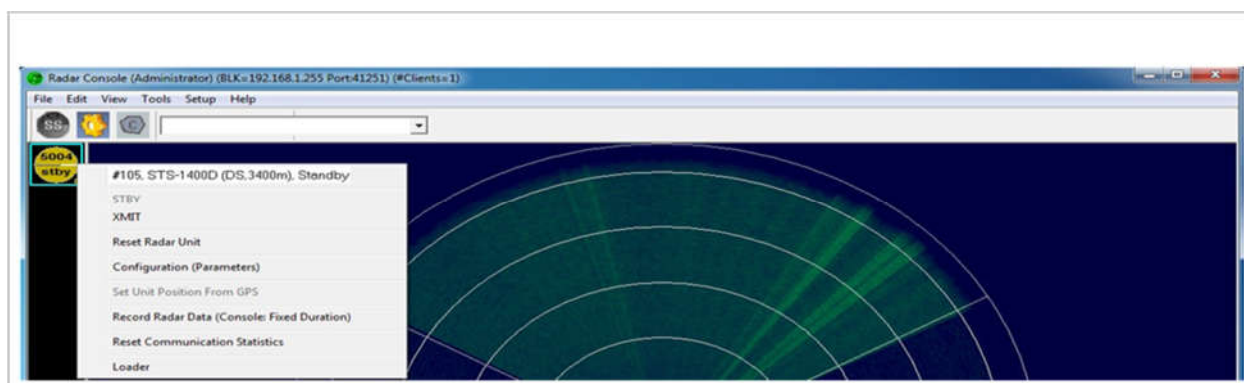 Radar Console (Administrator) (BLK=192.168.1.255 Port:41251) (#Clients=1)
File Edit View Tools Setup Help
SS C
5004
stby
#105, STS-1400D (DS,3400m), Standby
STBY
XMIT
Reset Radar Unit
Configuration (Parameters)
Set Unit Position From GPS
Record Radar Data (Console: Fixed Duration)
Reset Communication Statistics
Loader